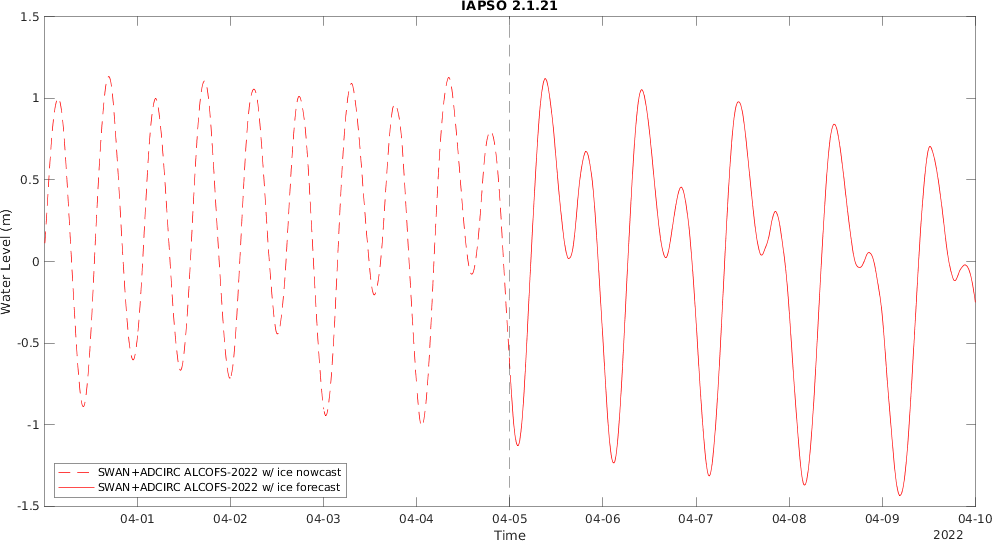 IAPSO 2.1.21
1.5
1
0.5
0
-0.5
-1
-1.5
Water Level (m)
SWAN+ADCIRC ALCOFS-2022 w/ ice nowcast
SWAN+ADCIRC ALCOFS-2022 w/ ice forecast
04-01 04-02 04-03 04-04 04-05 04-06 04-07 04-08 04-09 04-10
Time
2022